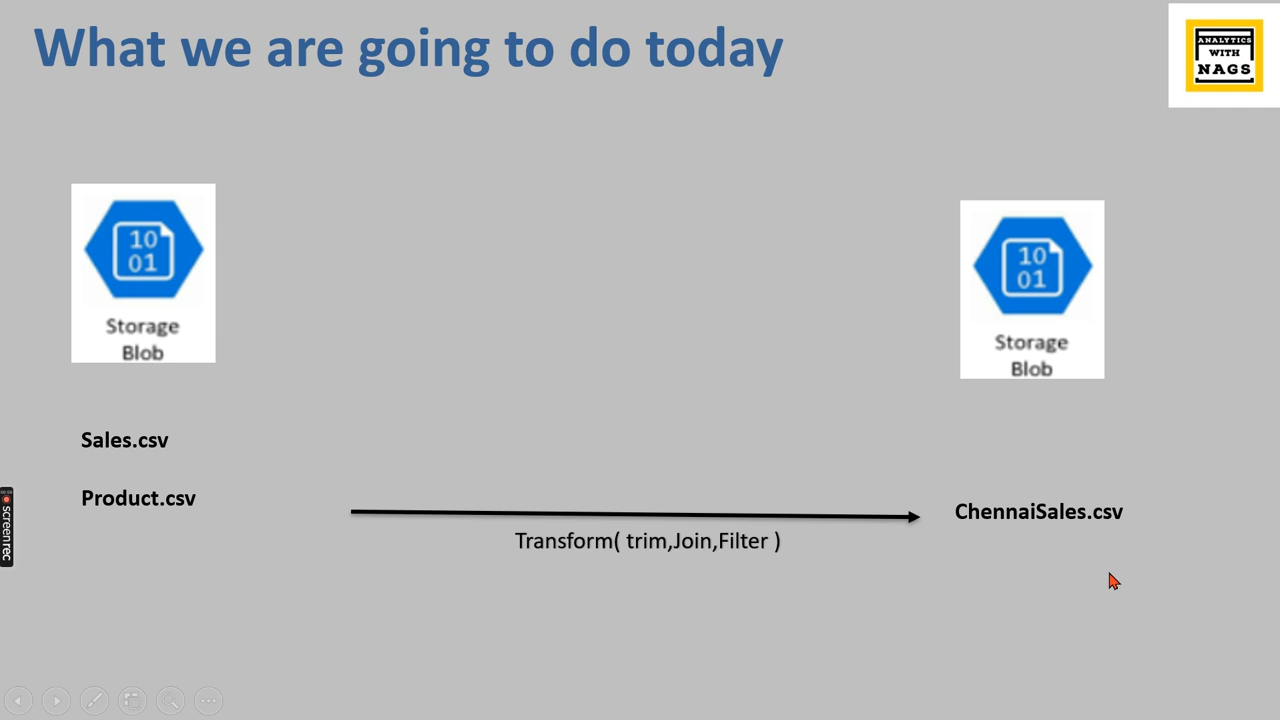 What we are going to do today
ANALYTICS
WITH
NAGS
10
01
Storage
Blob
10
01
Storage
Blob
Sales.csv
Product.csv
Transform( trim,Join,Filter )
ChennaiSales.csv
screenrec